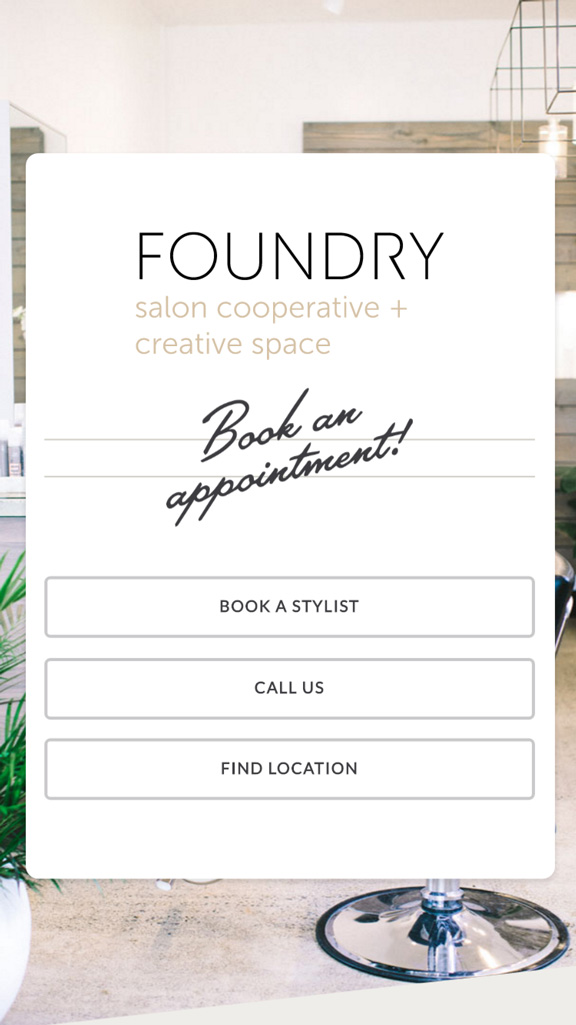 FOUNDRY
salon cooperative +
creative space
Book an
appointment!
BOOK A STYLIST
CALL US
FIND LOCATION